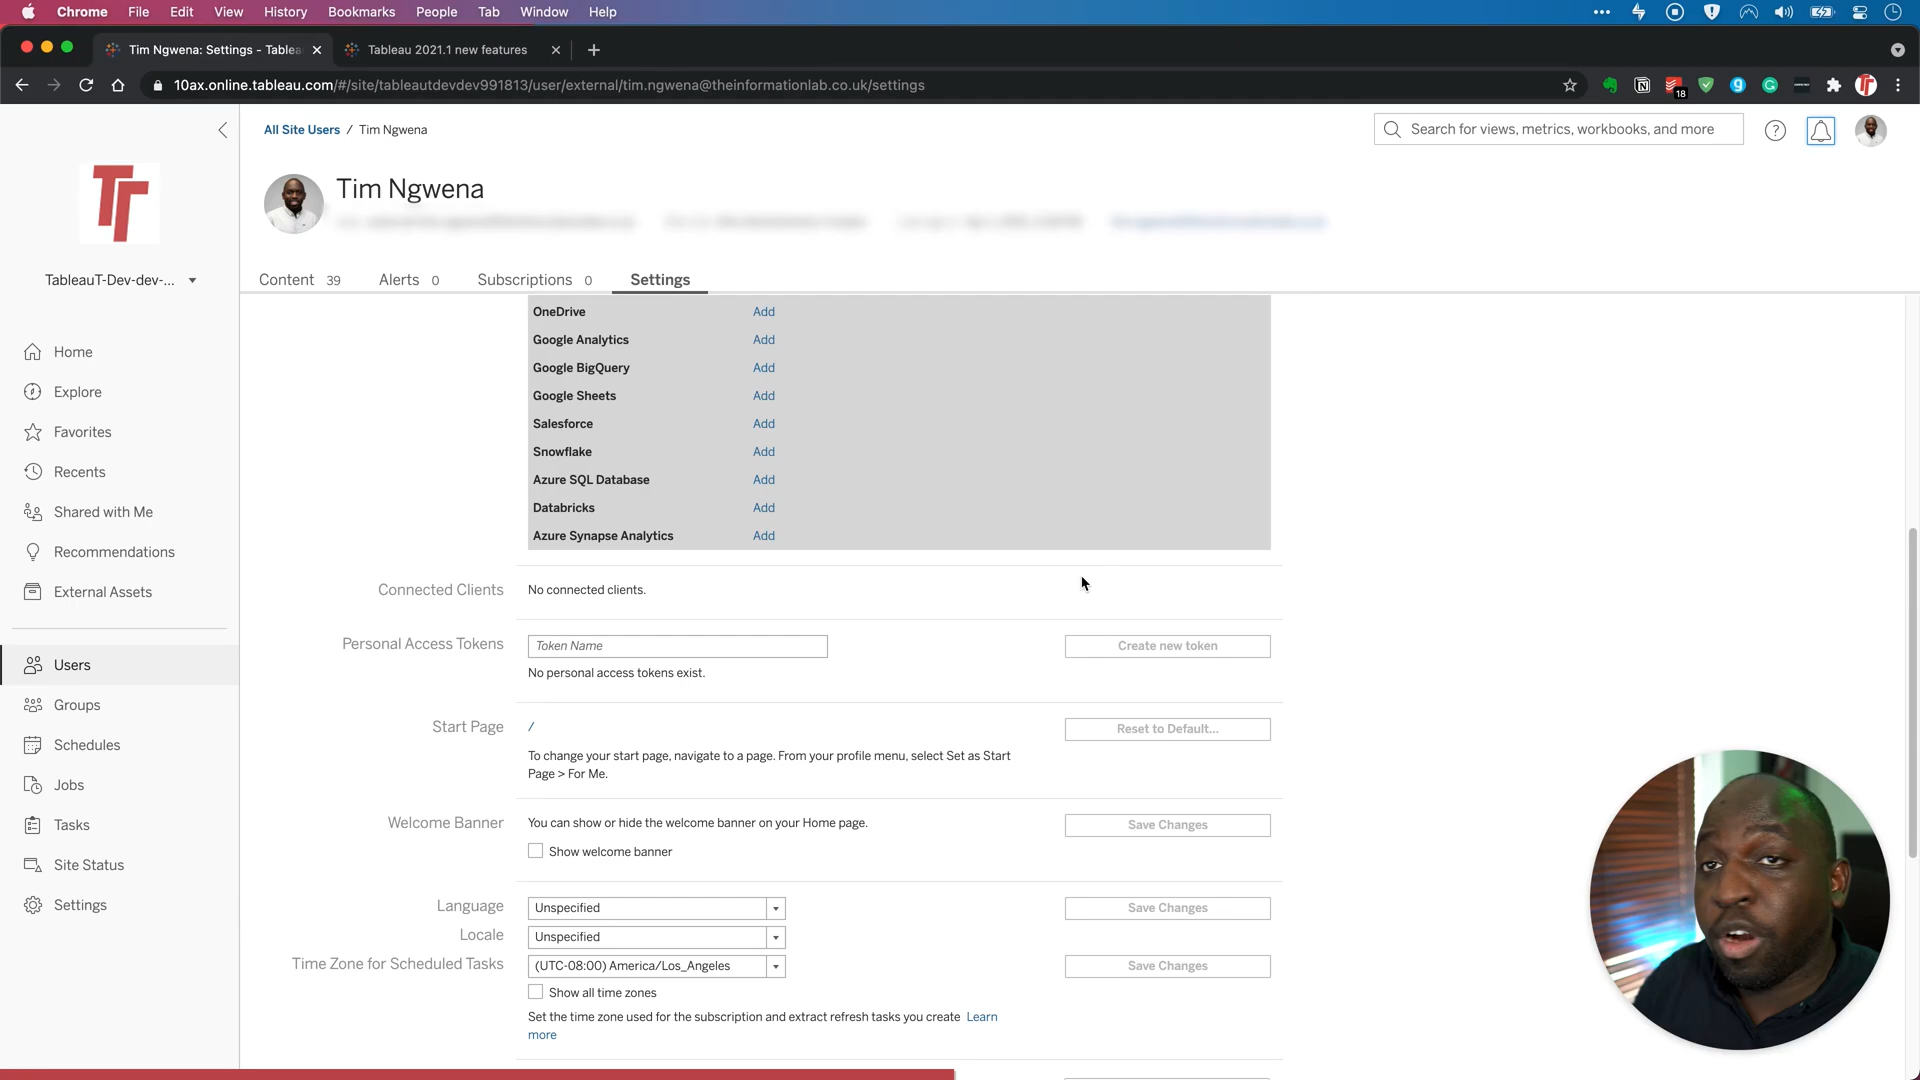 Chrome File Edit View History Bookmarks People Tab Window Help
Tim Ngwena: Settings - Tablea
Tableau 2021.1 new features
10ax.online.tableau.com/#/site/tableautdevdev991813/user/external/tim.ngwena@theinformationlab.co.uk/settings
18
All Site Users / Tim Ngwena
Search for views, metrics, workbooks, and more
Tim Ngwena
TableauT-Dev-dev-...
Content 39 Alerts 0 Subscriptions 0 Settings
Home
Explore
Favorites
Recents
Shared with Me
Recommendations
External Assets
Users
Groups
Schedules
Jobs
Tasks
Site Status
Settings
OneDrive Add
Google Analytics Add
Google BigQuery Add
Google Sheets Add
Salesforce Add
Snowflake Add
Azure SQL Database Add
Databricks Add
Azure Synapse Analytics Add
Connected Clients No connected clients.
Personal Access Tokens Token Name Create new token
No personal access tokens exist.
Start Page / Reset to Default...
To change your start page, navigate to a page. From your profile menu, select Set as Start
Page > For Me.
Welcome Banner You can show or hide the welcome banner on your Home page. Save Changes
Show welcome banner
Language Unspecified Save Changes
Locale Unspecified
Time Zone for Scheduled Tasks (UTC-08:00) America/Los_Angeles Save Changes
Show all time zones
Set the time zone used for the subscription and extract refresh tasks you create Learn
more